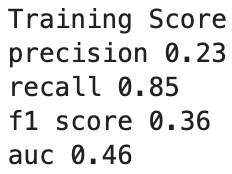 Training Score
precision 0.23
recall 0.85
f1 score 0.36
auc 0.46